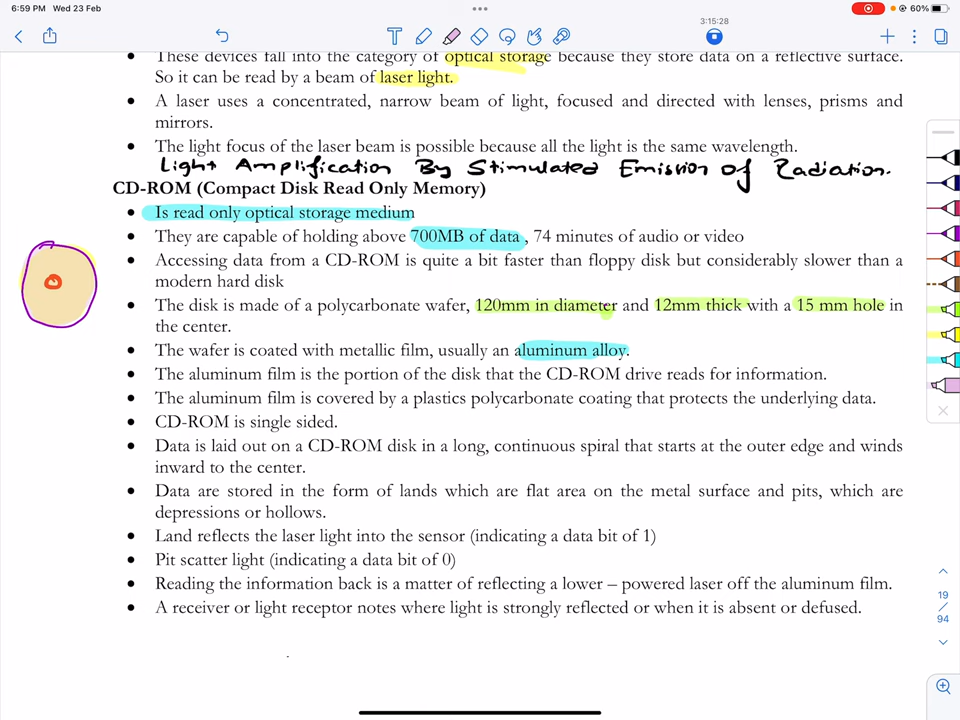 6:59 PM Wed 23 Feb
60%
3:15:28
• These devices fall into the category of optical storage because they store data on a reflective surface.
So it can be read by a beam of laser light.
• A laser uses a concentrated, narrow beam of light, focused and directed with lenses, prisms and
mirrors.
• The light focus of the laser beam is possible because all the light is the same wavelength.
Light Amplification By Stimulated Emission Of Radiation.
CD-ROM (Compact Disk Read Only Memory)
• Is read only optical storage medium
• They are capable of holding above 700MB of data , 74 minutes of audio or video
• Accessing data from a CD-ROM is quite a bit faster than floppy disk but considerably slower than a
modern hard disk
• The disk is made of a polycarbonate wafer, 120mm in diameter and 12mm thick with a 15 mm hole in
the center.
• The wafer is coated with metallic film, usually an aluminum alloy.
• The aluminum film is the portion of the disk that the CD-ROM drive reads for information.
• The aluminum film is covered by a plastics polycarbonate coating that protects the underlying data.
• CD-ROM is single sided.
• Data is laid out on a CD-ROM disk in a long, continuous spiral that starts at the outer edge and winds
inward to the center.
• Data are stored in the form of lands which are flat area on the metal surface and pits, which are
depressions or hollows.
• Land reflects the laser light into the sensor (indicating a data bit of 1)
• Pit scatter light (indicating a data bit of 0)
• Reading the information back is a matter of reflecting a lower – powered laser off the aluminum film.
• A receiver or light receptor notes where light is strongly reflected or when it is absent or defused.
19
/
94